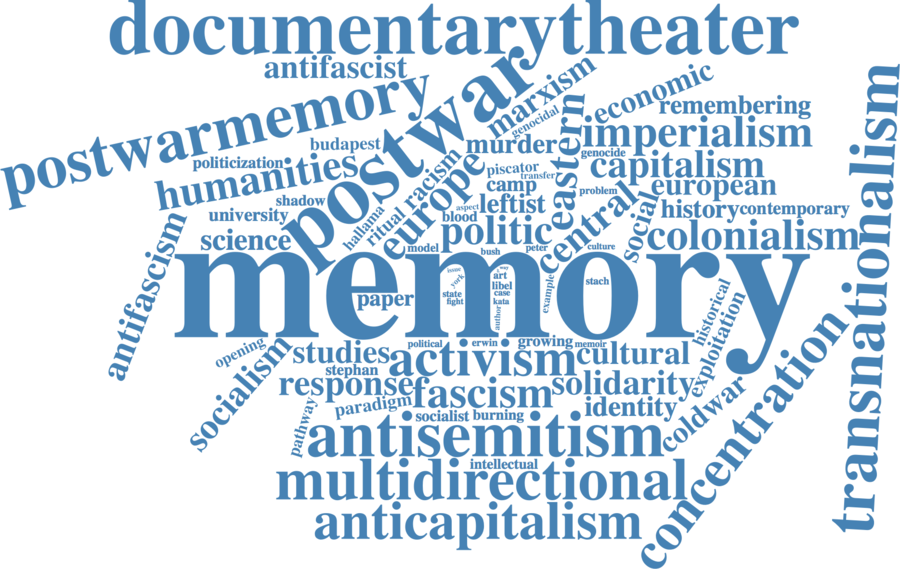 documentarytheater
antifascist
postwarmemory
postwar
marxism
economic
genocidal
remembering
transnationalism
budapest
murder
eastern
imperialism
politicization
humanities
ritual
racism
europe
piscator
transfer
genocide
capitalism
camp
problem
european
shadow
leftist
central
social
university
hallama
aspect
blood
history
contemporary
antifascism
science
model
politic
bush
peter
culture
colonialism
memory
paper
issue
york
state
fight
way
art
libel
case
kata
author
example
stach
historical
exploitation
opening
socialism
studies
political
erwin
growing
memoir
activism
cultural
stephan
response
fascism
solidarity
pathway
paradigm
socialist
burning
identity
coldwar
concentration
antisemitism
intellectual
multidirectional
anticapitalism